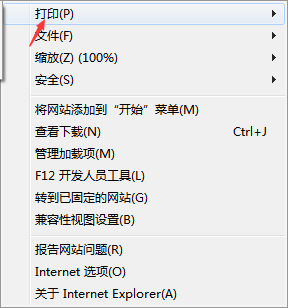 打印(P)
文件(F)
缩放(Z) (100%)
安全(S)
将网站添加到“开始”菜单(M)
查看下载(N) Ctrl+J
管理加载项(M)
F12 开发人员工具(L)
转到已固定的网站(G)
兼容性视图设置(B)
报告网站问题(R)
Internet 选项(O)
关于 Internet Explorer(A)